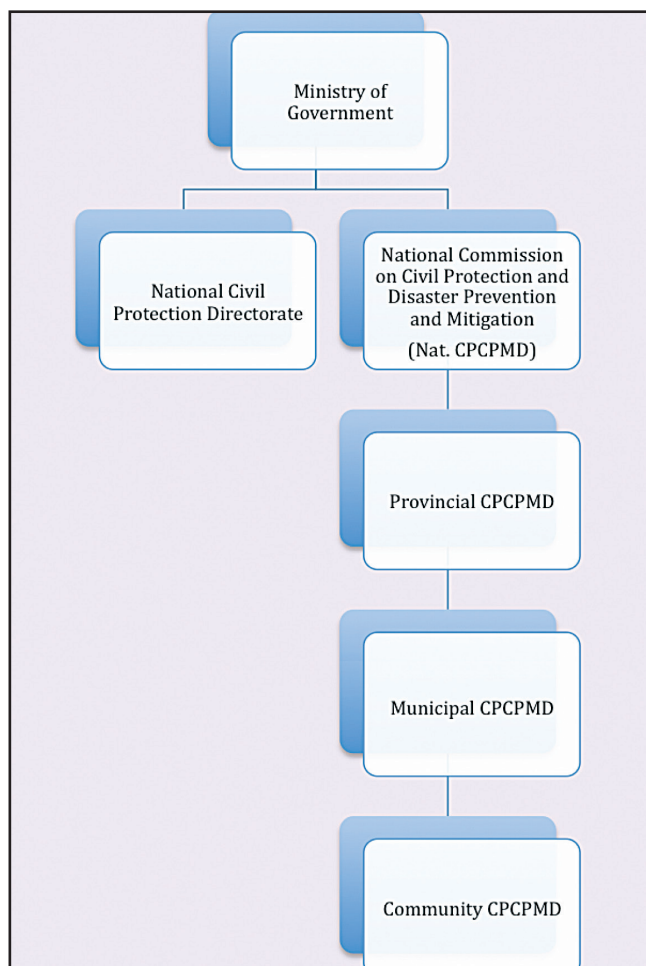 Ministry of
Government
National Civil
Protection Directorate
National Commission
on Civil Protection and
Disaster Prevention
and Mitigation
(Nat. CPCPMD)
Provincial CPCPMD
Municipal CPCPMD
Community CPCPMD